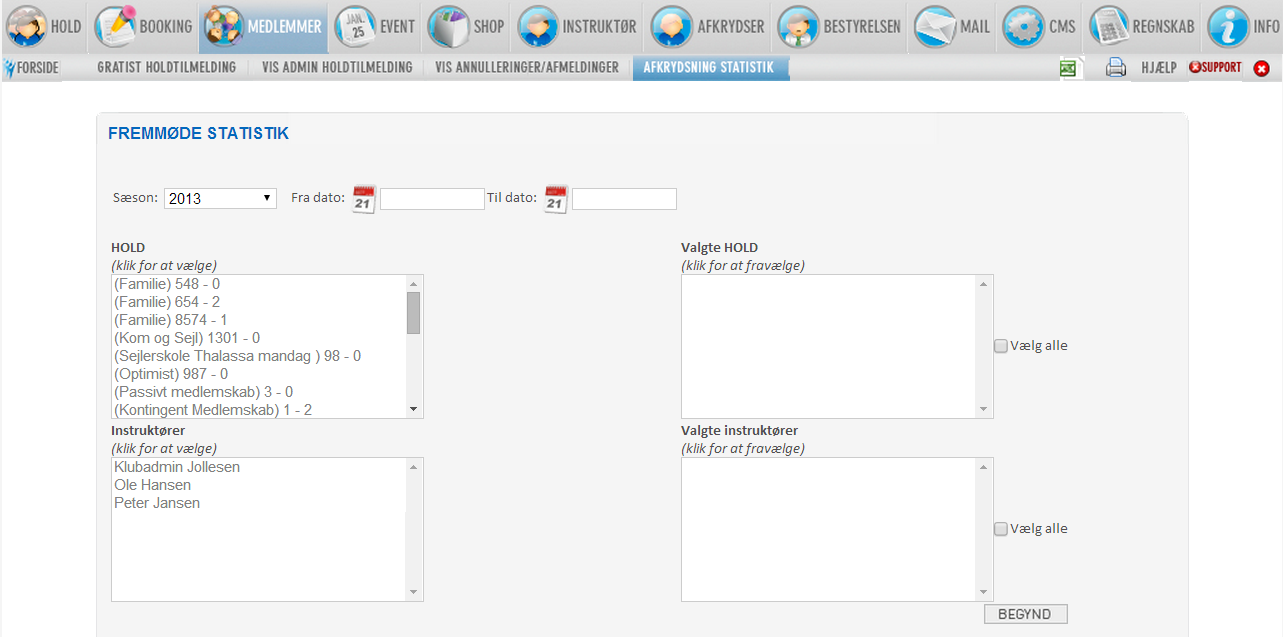 HOLD BOOKING MEDLEMMER JAN. 25 EVENT SHOP INSTRUKTØR AFKRYDSER BESTYRELSEN MAIL CMS REGNSKAB INFO
FORSIDE GRATIST HOLDTILMELDING VIS ADMIN HOLDTILMELDING VIS ANNULLERINGER/AFMELDINGER AFKRYDSNING STATISTIK HJÆLP SUPPORT
FREMMØDE STATISTIK
Sæson: 2013 Fra dato: 21 Til dato: 21
HOLD
(klik for at vælge)
(Familie) 548 - 0
(Familie) 654 - 2
(Familie) 8574 - 1
(Kom og Sejl) 1301 - 0
(Sejlerskole Thalassa mandag ) 98 - 0
(Optimist) 987 - 0
(Passivt medlemskab) 3 - 0
(Kontingent Medlemskab) 1 - 2
Valgte HOLD
(klik for at fravælge)
Vælg alle
Instruktører
(klik for at vælge)
Klubadmin Jollesen
Ole Hansen
Peter Jansen
Valgte instruktører
(klik for at fravælge)
Vælg alle
BEGYND